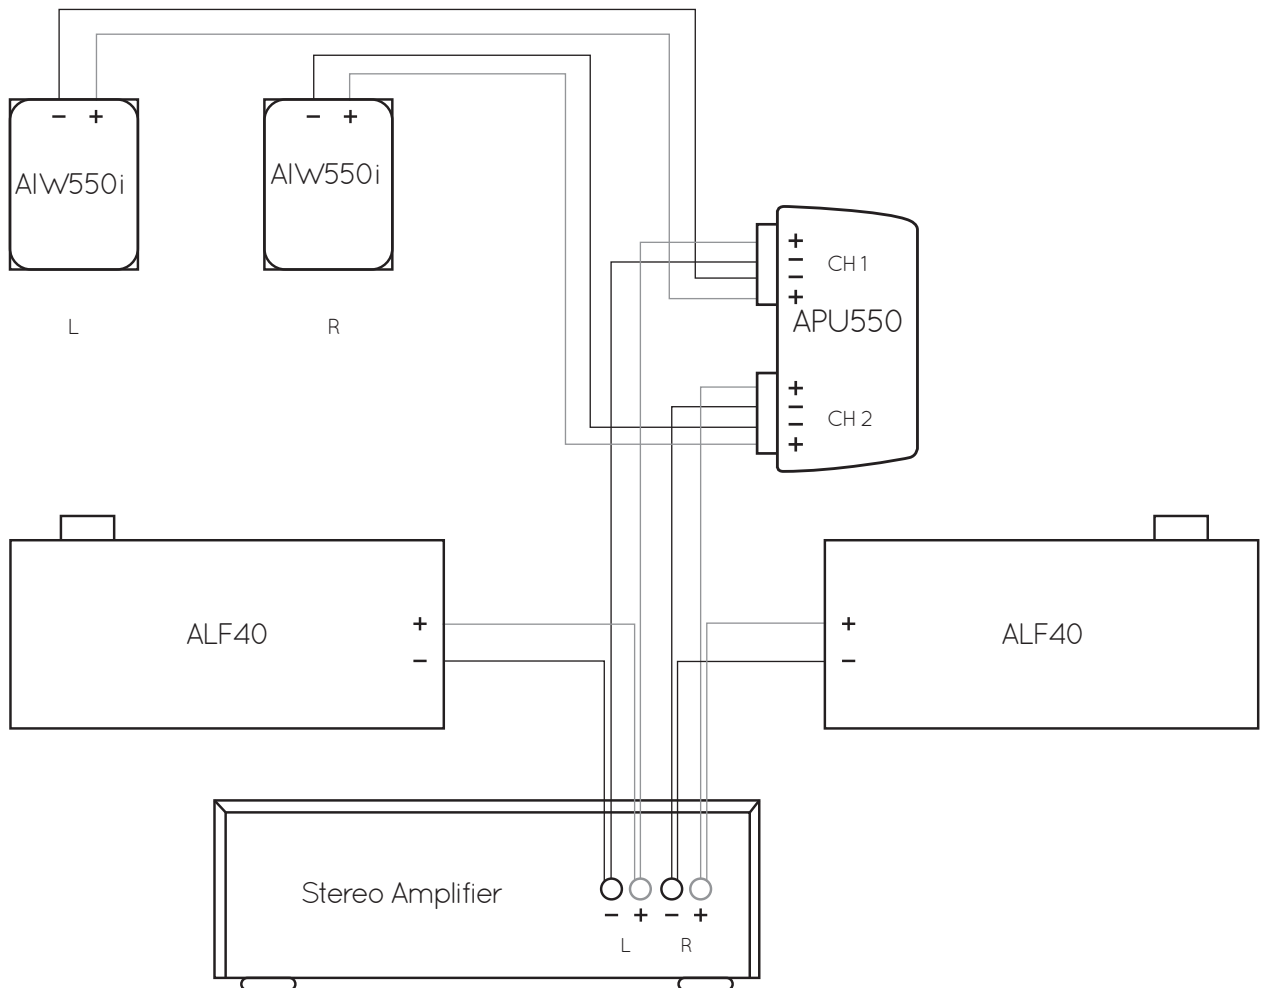 − +
AIW550i
L
− +
AIW550i
R
+
−
−
+
CH 1
APU550
+
−
−
+
CH 2
ALF40
+
−
+
−
ALF40
Stereo Amplifier
− + − +
L R